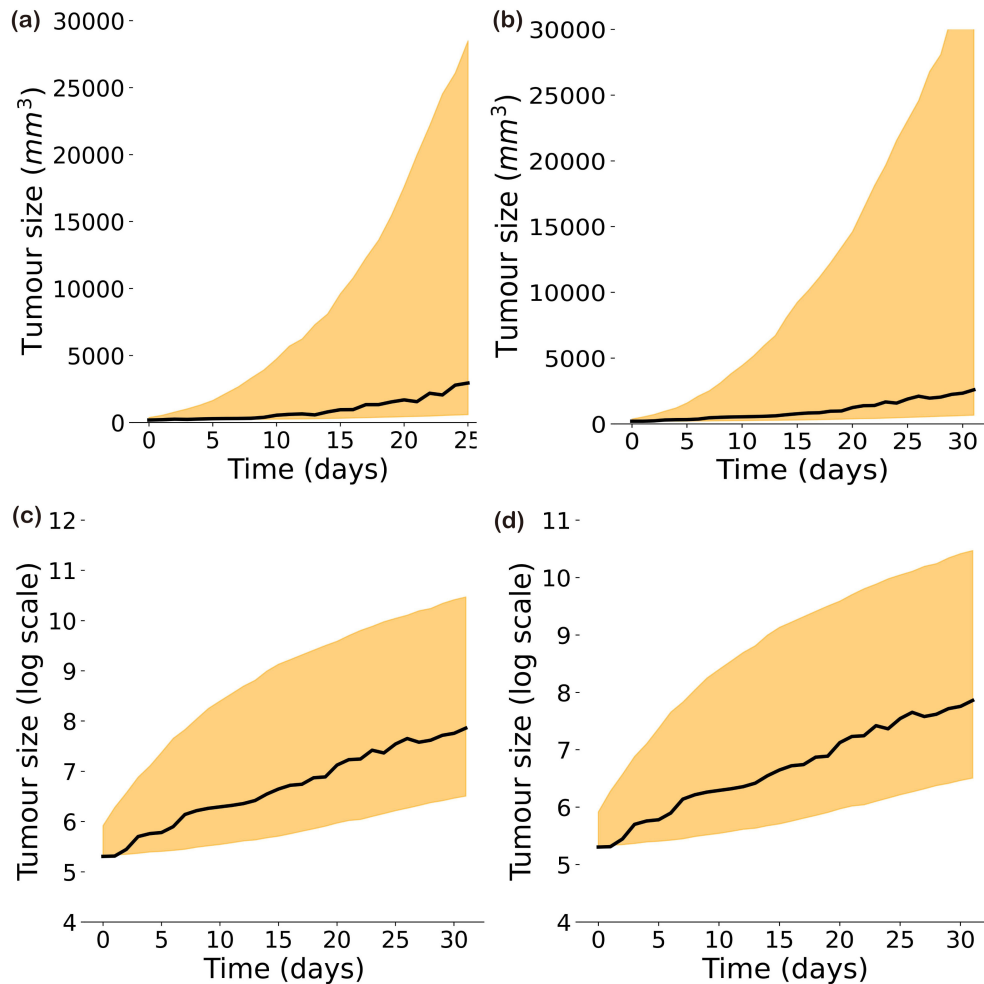 (a)
30000
25000
20000
15000
10000
5000
0
Tumour size (mm³)
0 5 10 15 20 25
Time (days)
(b)
30000
25000
20000
15000
10000
5000
0
Tumour size (mm³)
0 5 10 15 20 25 30
Time (days)
(c)
12
11
10
9
8
7
6
5
4
Tumour size (log scale)
0 5 10 15 20 25 30
Time (days)
(d)
11
10
9
8
7
6
5
4
Tumour size (log scale)
0 5 10 15 20 25 30
Time (days)